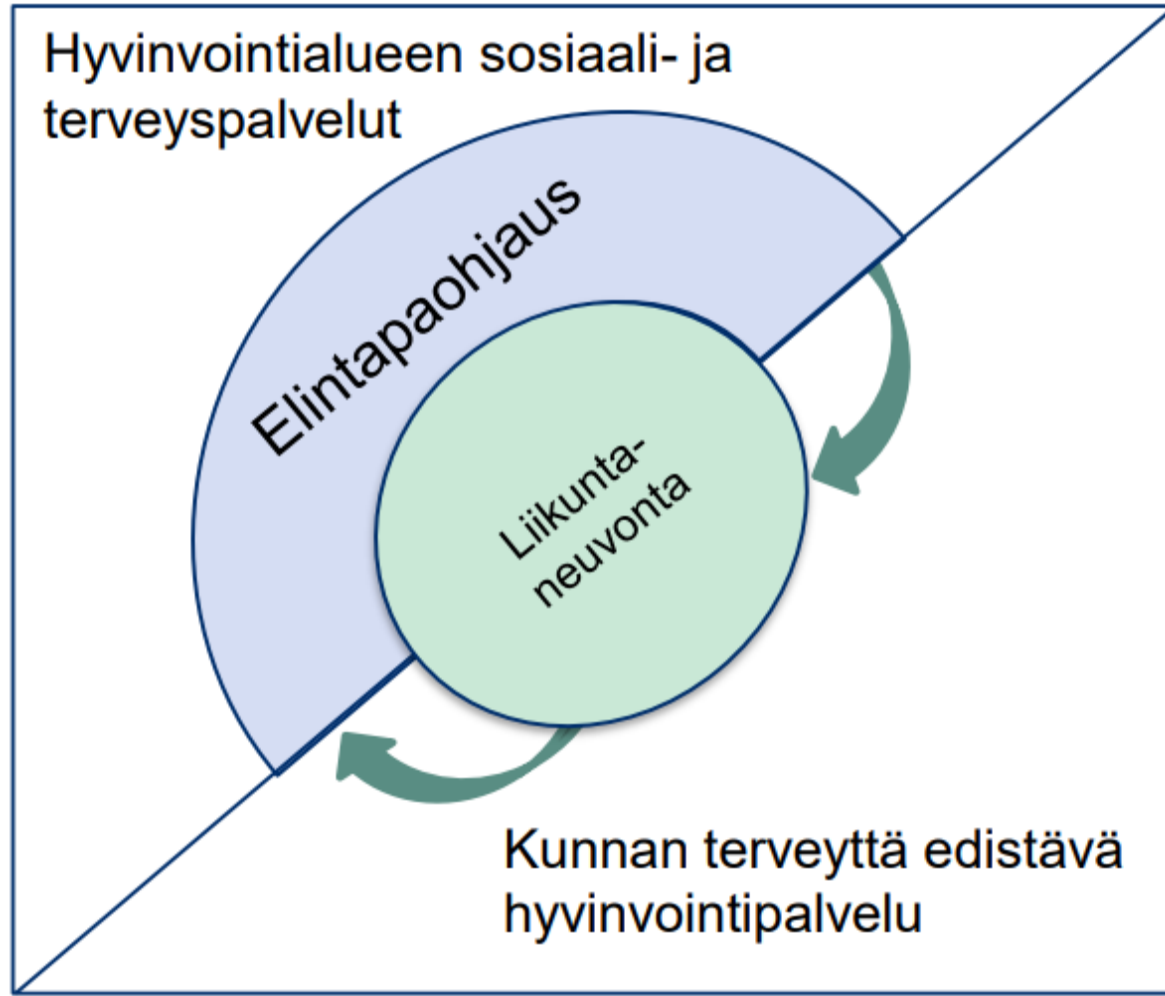 Hyvinvointialueen sosiaali- ja
terveyspalvelut
Elintapaohjaus
Liikunta-
neuvonta
Kunnan terveyttä edistävä
hyvinvointipalvelu